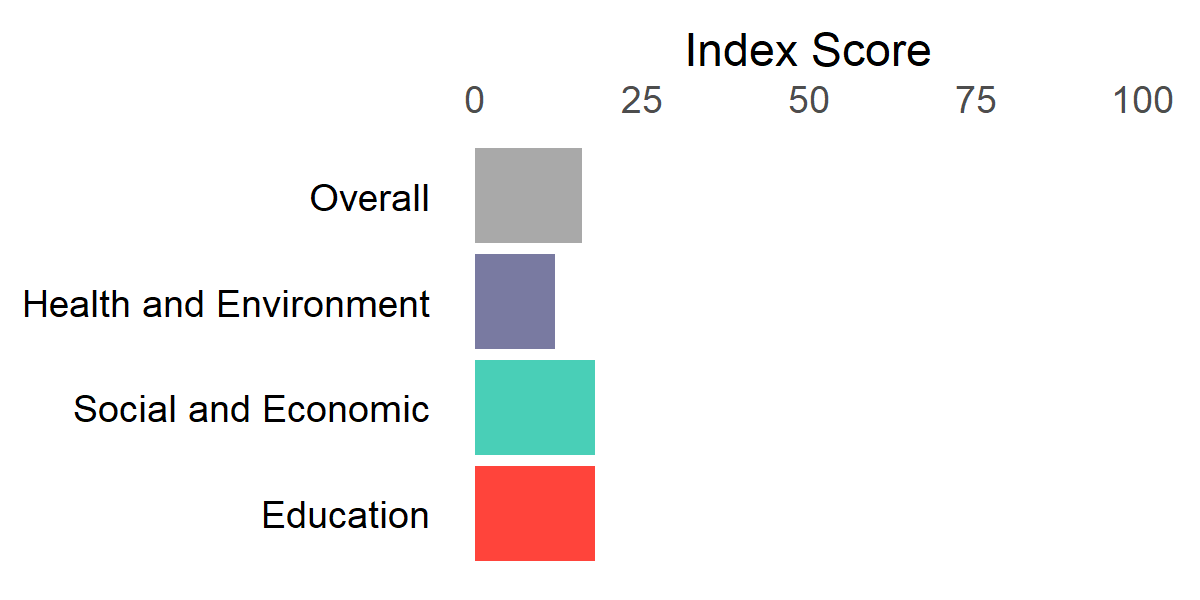 Index Score
0 25 50 75 100
Overall
Health and Environment
Social and Economic
Education